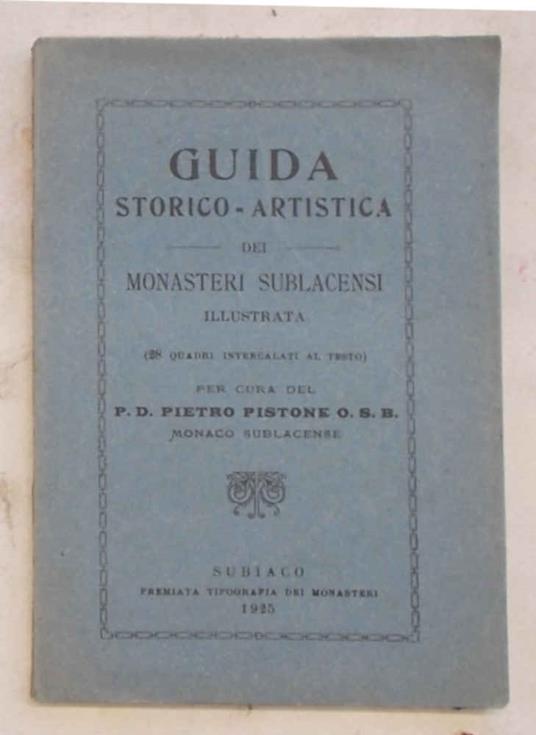 GUIDA
STORICO-ARTISTICA
DEI
MONASTERI SUBLACENSI
ILLUSTRATA
(28 QUADRI INTERCALATI AL TESTO)
PER CURA DEL
P. D. PIETRO PISTONE O. S. B.
MONACO SUBLACENSE
SUBIACO
PREMIATA TIPOGRAFIA DEI MONASTERI
1925